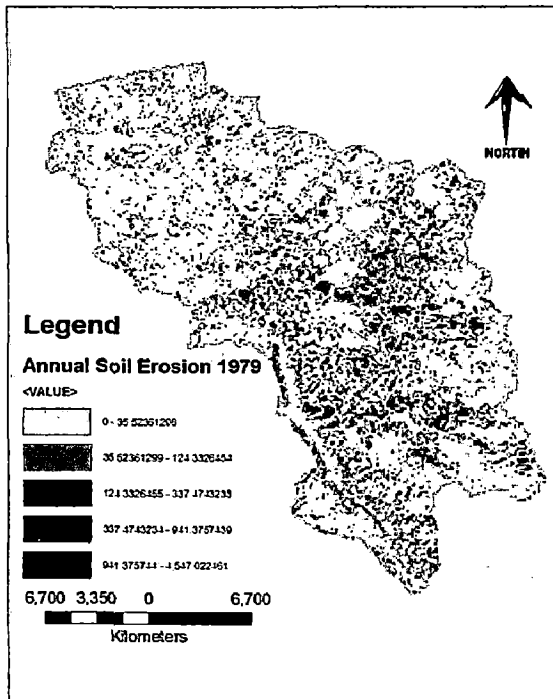 NORTH
Legend
Annual Soil Erosion 1979
<VALUE>
0 - 35 52361299
35 52361299 - 124 3326454
124 3326455 - 337 4743233
337 4743234 - 941 3757439
941 375744 - 4,547 022461
6,700 3,350 0 6,700
Kilometers